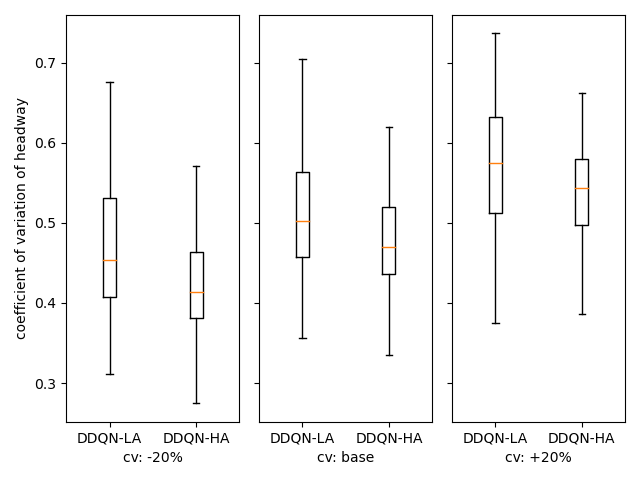 coefficient of variation of headway
0.7
0.6
0.5
0.4
0.3
DDQN-LA DDQN-HA DDQN-LA DDQN-HA DDQN-LA DDQN-HA
cv: -20% cv: base cv: +20%